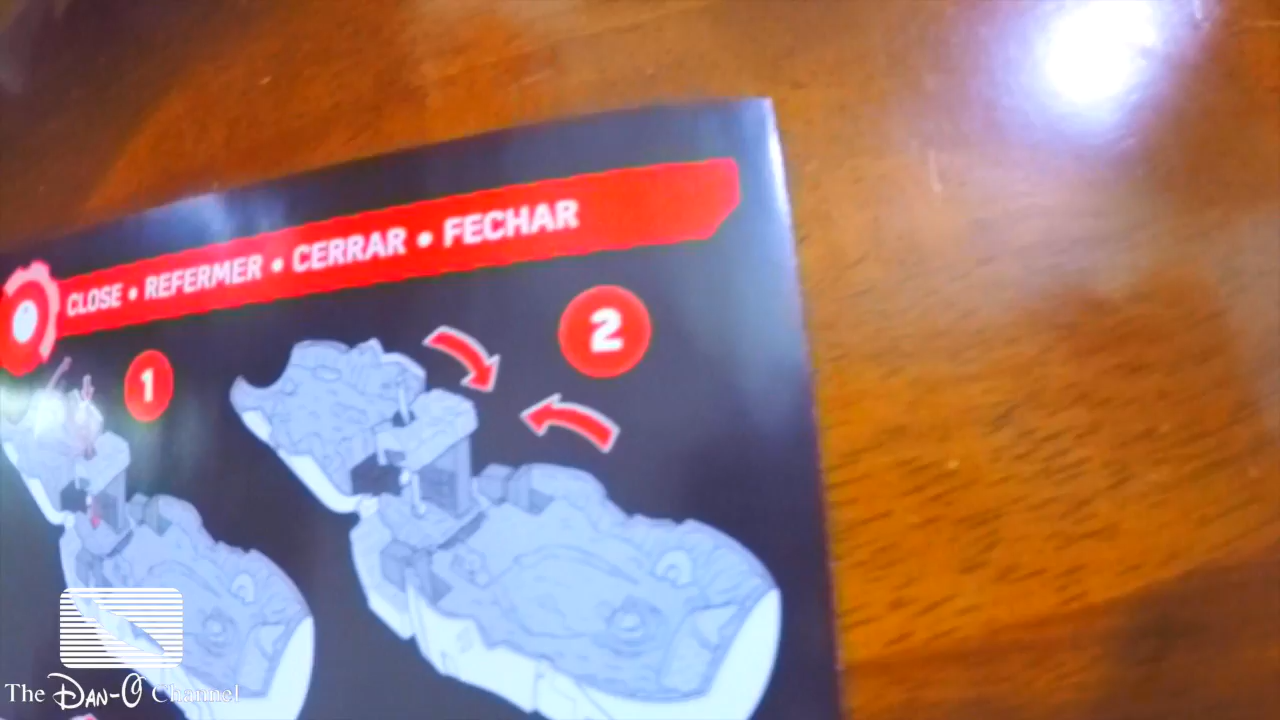 CLOSE • REFERMER • CERRAR • FECHAR
1
2
The DAN-O Channel